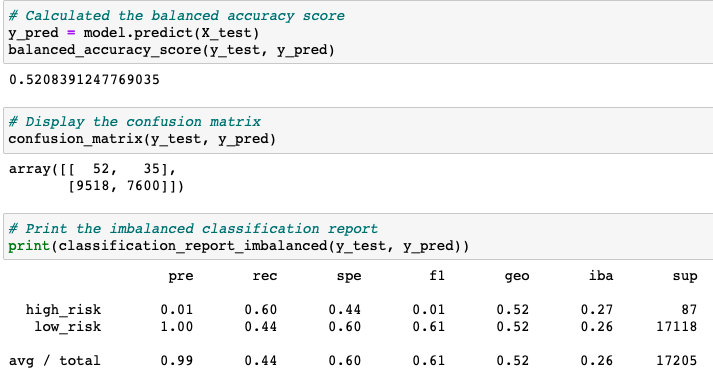 # Calculated the balanced accuracy score
y_pred = model.predict(X_test)
balanced_accuracy_score(y_test, y_pred)
0.5208391247769035
# Display the confusion matrix
confusion_matrix(y_test, y_pred)
array([[  52,   35],
       [9518, 7600]])
# Print the imbalanced classification report
print(classification_report_imbalanced(y_test, y_pred))
                   pre       rec       spe        f1       geo       iba       sup
  high_risk       0.01      0.60      0.44      0.01      0.52      0.27        87
   low_risk       1.00      0.44      0.60      0.61      0.52      0.26     17118
avg / total       0.99      0.44      0.60      0.61      0.52      0.26     17205